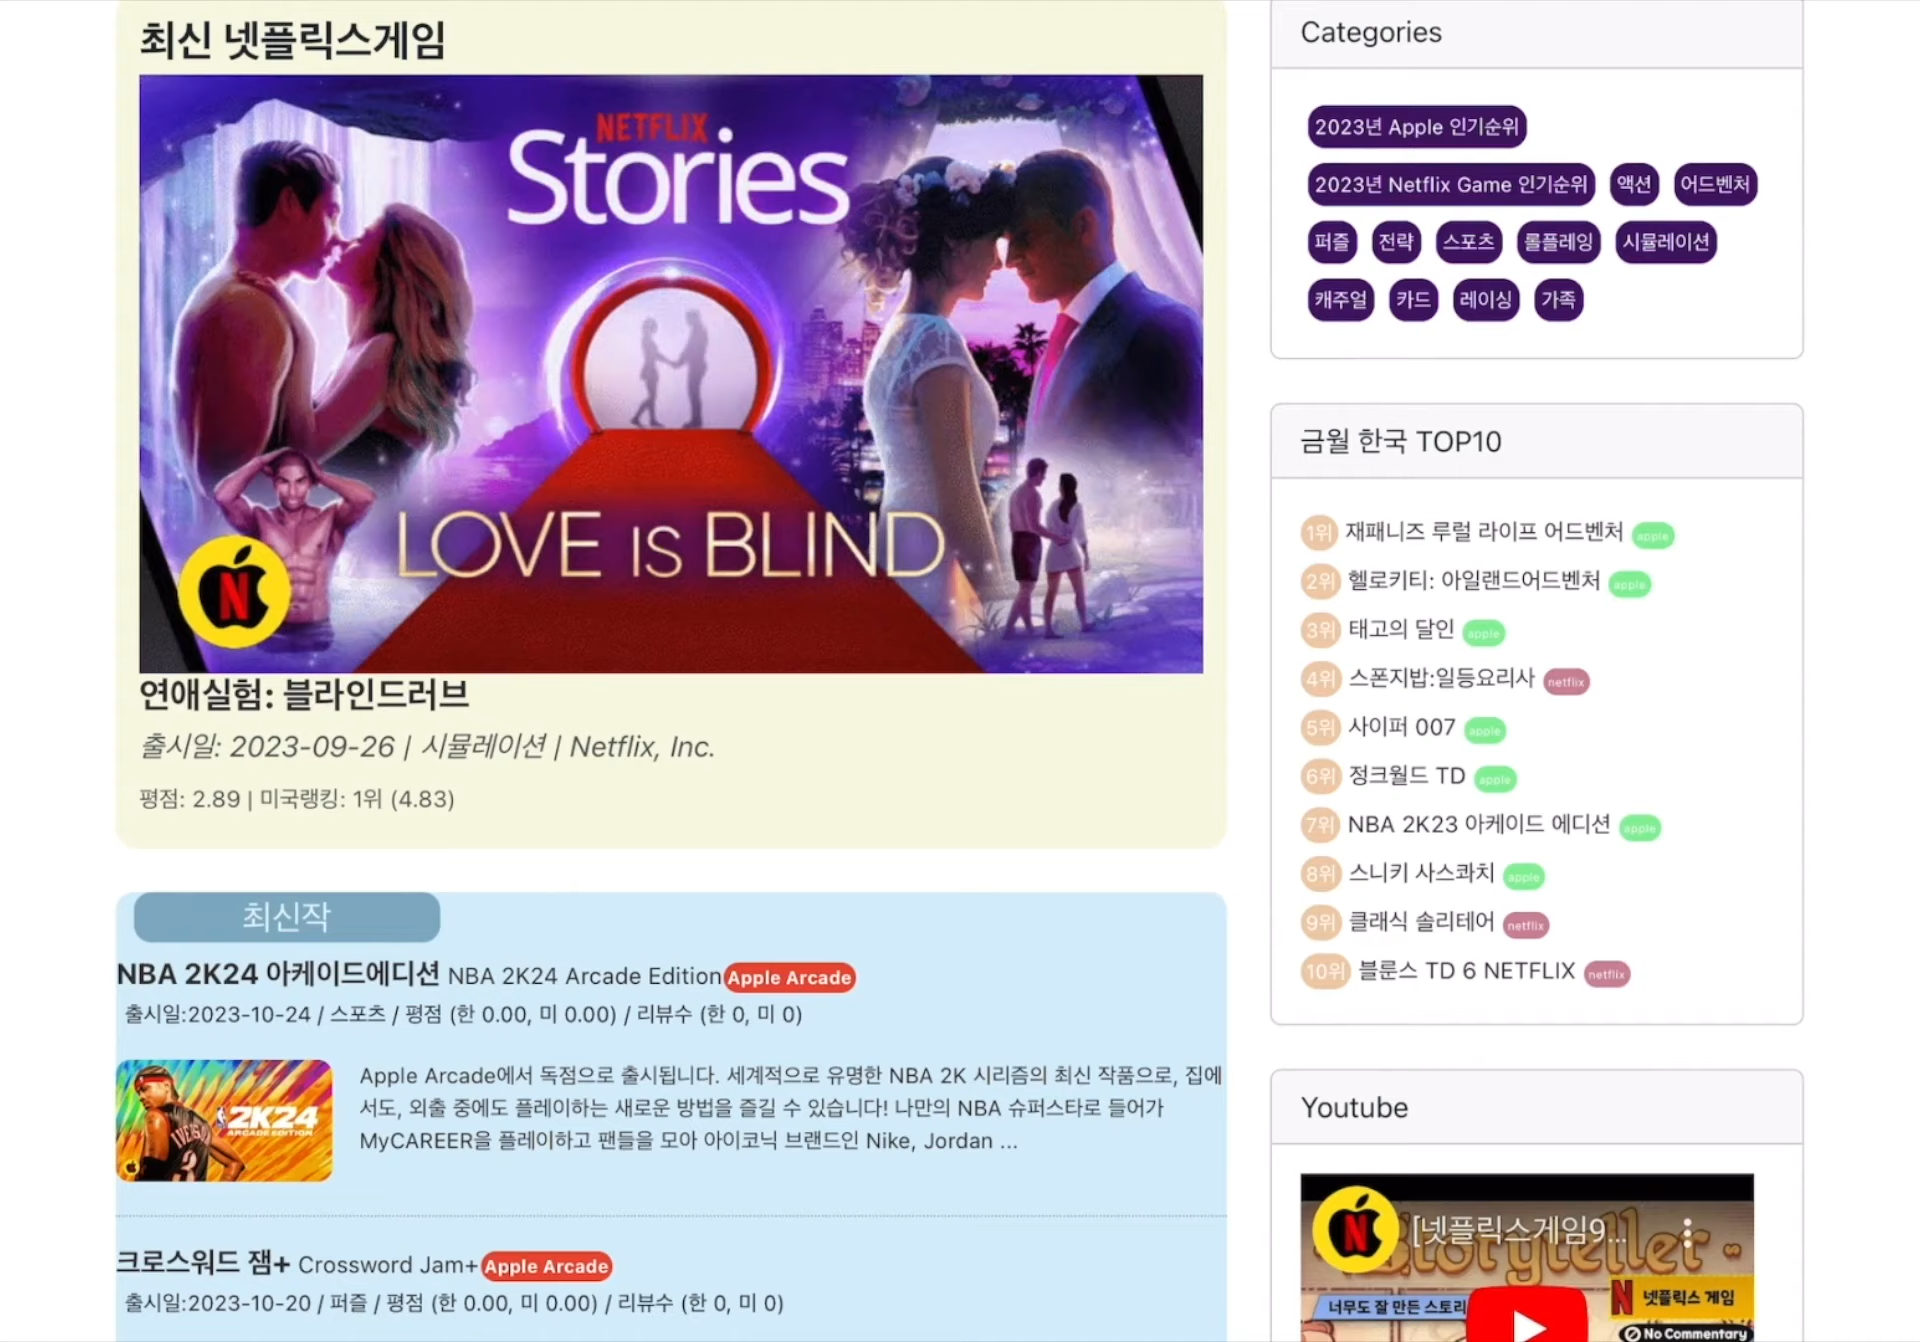 최신 넷플릭스게임
NETFLIX
Stories
LOVE IS BLIND
N
연애실험: 블라인드러브
출시일: 2023-09-26 | 시뮬레이션 | Netflix, Inc.
평점: 2.89 | 미국랭킹: 1위 (4.83)
최신작
NBA 2K24 아케이드에디션 NBA 2K24 Arcade Edition Apple Arcade
출시일:2023-10-24 / 스포츠 / 평점 (한 0.00, 미 0.00) / 리뷰수 (한 0, 미 0)
2K24
ARCADE EDITION
Apple Arcade에서 독점으로 출시됩니다. 세계적으로 유명한 NBA 2K 시리즈의 최신 작품으로, 집에
서도, 외출 중에도 플레이하는 새로운 방법을 즐길 수 있습니다! 나만의 NBA 슈퍼스타로 들어가
MyCAREER을 플레이하고 팬들을 모아 아이코닉 브랜드인 Nike, Jordan ...
크로스워드 잼+ Crossword Jam+ Apple Arcade
출시일:2023-10-20 / 퍼즐 / 평점 (한 0.00, 미 0.00) / 리뷰수 (한 0, 미 0)
Categories
2023년 Apple 인기순위
2023년 Netflix Game 인기순위 액션 어드벤처
퍼즐 전략 스포츠 롤플레잉 시뮬레이션
캐주얼 카드 레이싱 가족
금월 한국 TOP10
1위 재패니즈 루럴 라이프 어드벤처 apple
2위 헬로키티: 아일랜드어드벤처 apple
3위 태고의 달인 apple
4위 스폰지밥:일등요리사 netflix
5위 사이퍼 007 apple
6위 정크월드 TD apple
7위 NBA 2K23 아케이드 에디션 apple
8위 스니키 사스콰치 apple
9위 클래식 솔리테어 netflix
10위 블룬스 TD 6 NETFLIX netflix
Youtube
N [넷플릭스게임9...
Storyteller
너무도 잘 만든 스토리
N 넷플릭스 게임
No Commentary